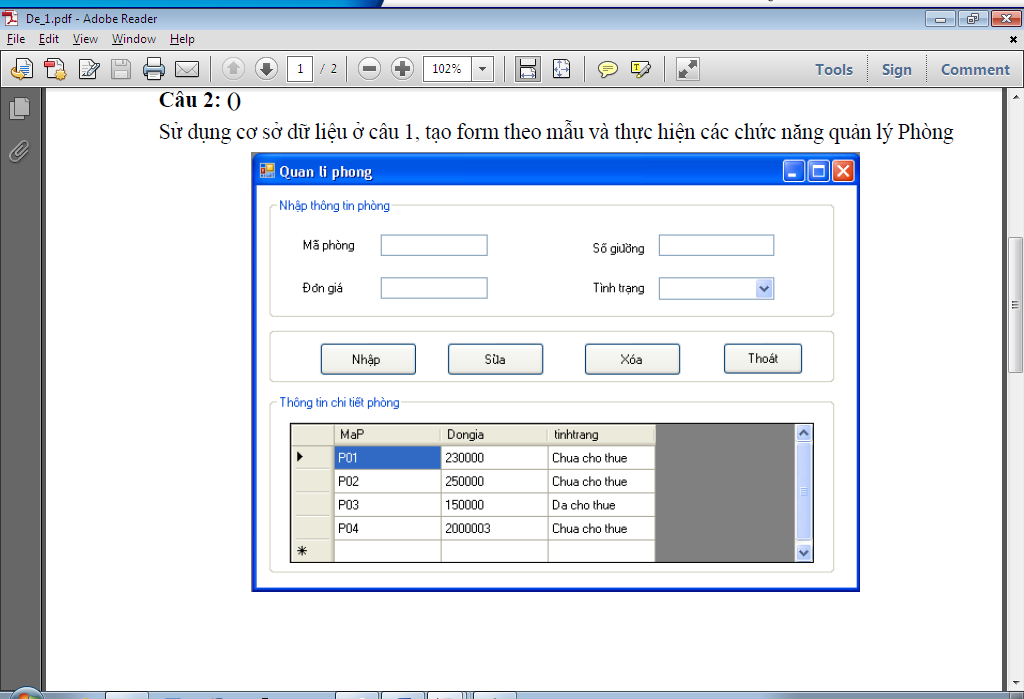 De_1.pdf - Adobe Reader
File Edit View Window Help
1 / 2 102% Tools Sign Comment
Câu 2: ()
Sử dụng cơ sở dữ liệu ở câu 1, tạo form theo mẫu và thực hiện các chức năng quản lý Phòng
Quan li phong
Nhập thông tin phòng
Mã phòng Số giường
Đơn giá Tình trạng
Nhập Sửa Xóa Thoát
Thông tin chi tiết phòng
MaP Dongia tinhtrang
P01 230000 Chua cho thue
P02 250000 Chua cho thue
P03 150000 Da cho thue
P04 2000003 Chua cho thue